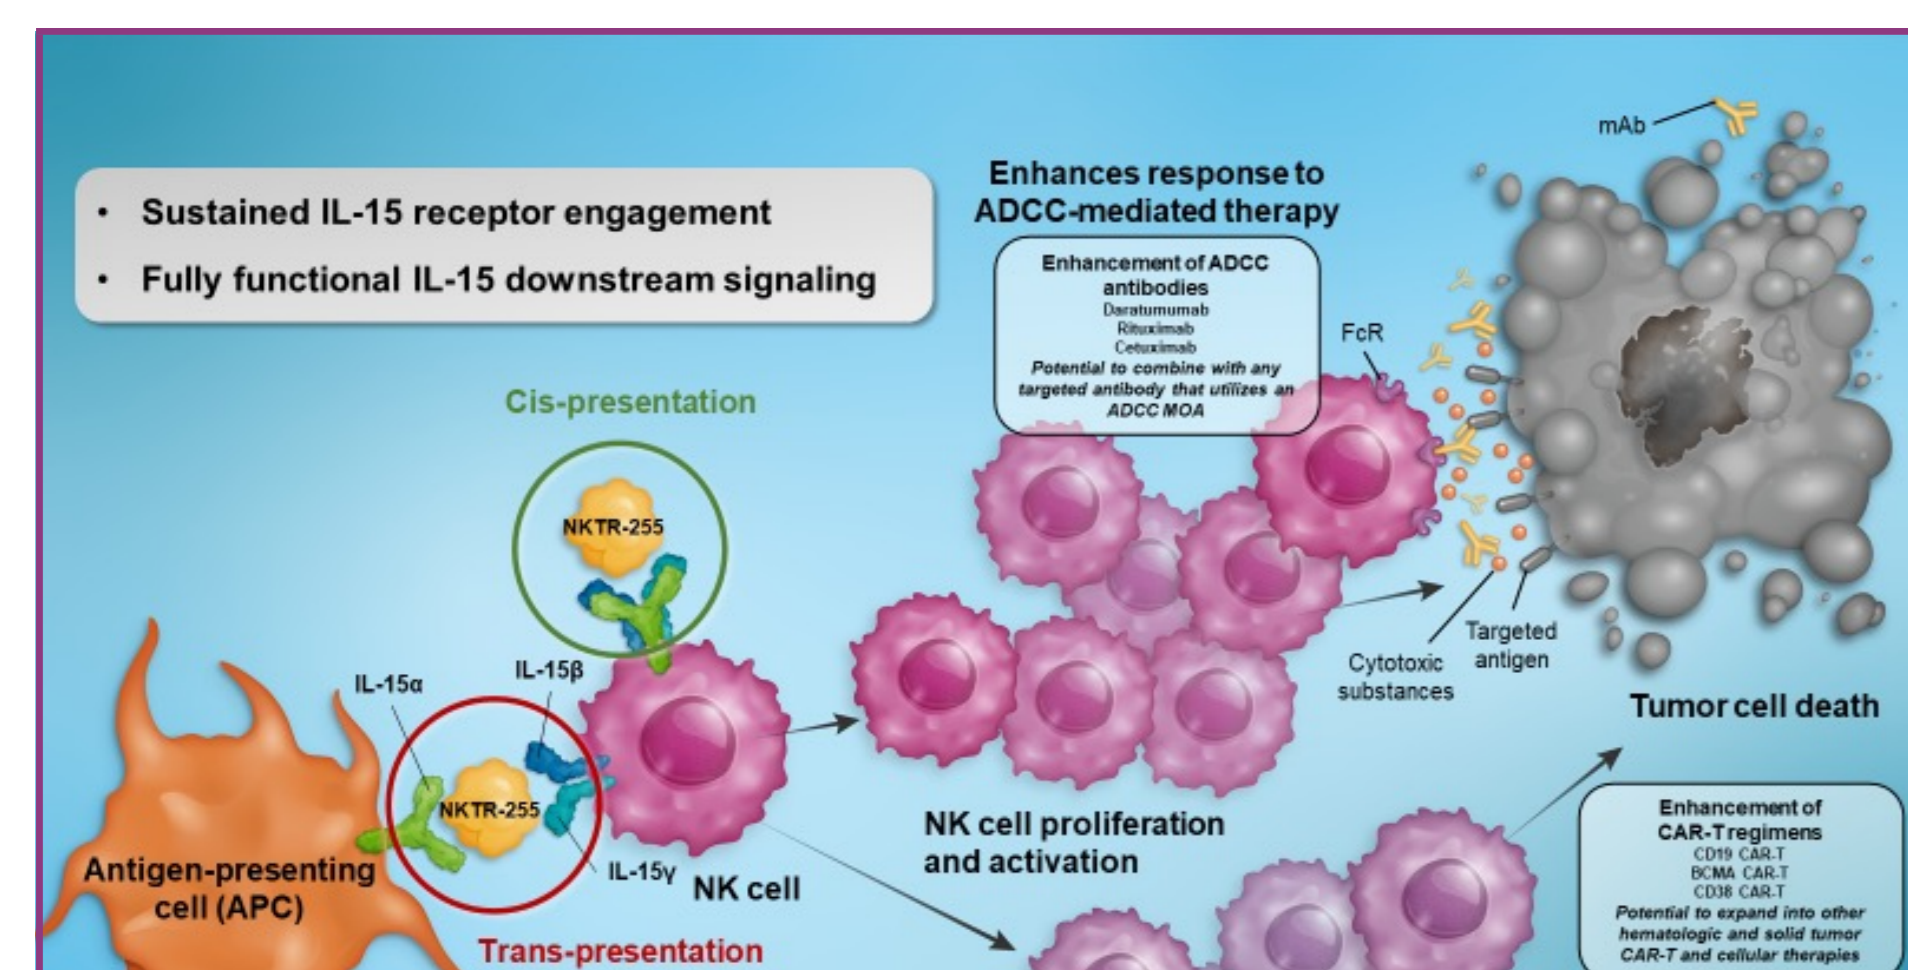 • Sustained IL-15 receptor engagement
• Fully functional IL-15 downstream signaling
Enhances response to
ADCC-mediated therapy
Enhancement of ADCC
antibodies
Daratumumab
Rituximab
Cetuximab
Potential to combine with any
targeted antibody that utilizes an
ADCC MOA
mAb
FcR
Cis-presentation
NKTR-255
IL-15α
IL-15β
NKTR-255
IL-15γ
NK cell
Antigen-presenting
cell (APC)
Trans-presentation
NK cell proliferation
and activation
Cytotoxic
substances
Targeted
antigen
Tumor cell death
Enhancement of
CAR-T regimens
CD19 CAR-T
BCMA CAR-T
CD38 CAR-T
Potential to expand into other
hematologic and solid tumor
CAR-T and cellular therapies